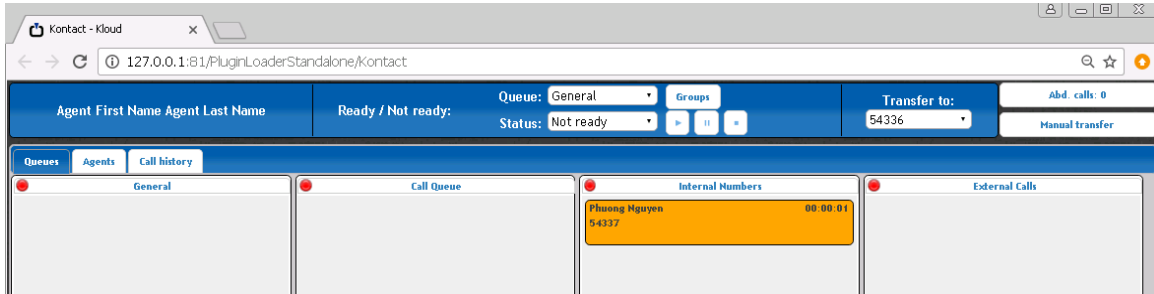 Kontact - Kloud
127.0.0.1:81/PluginLoaderStandalone/Kontact
Agent First Name Agent Last Name
Ready / Not ready:
Queue: General
Groups
Status: Not ready
Transfer to:
54336
Abd. calls: 0
Manual transfer
Queues Agents Call history
General Call Queue Internal Numbers External Calls
Phuong Nguyen 00:00:01
54337